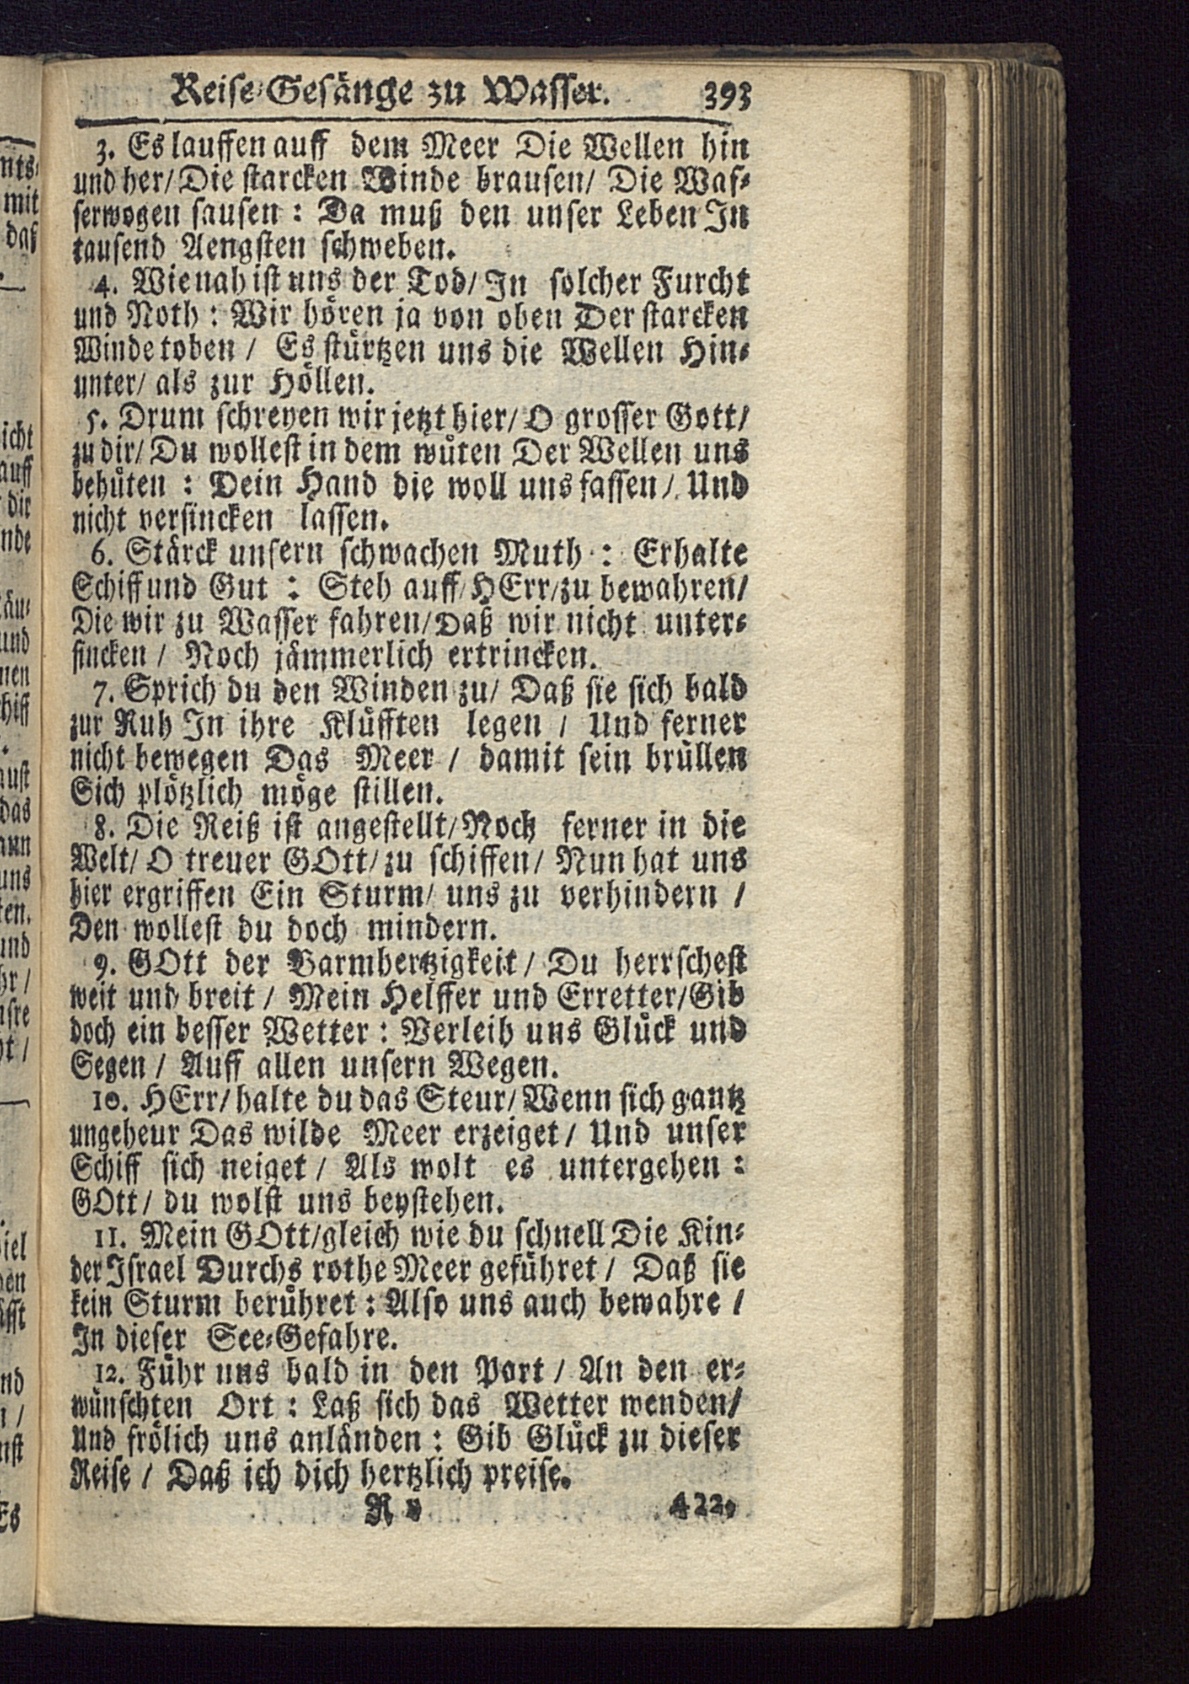 Reise-Gesänge zu Wasser. 393
3. Es lauffen auff dem Meer Die Wellen hin
und her/ Die starcken Winde brausen/ Die Was-
serwogen sausen: Da muß den unser Leben In
tausend Aengsten schweben.
4. Wie nah ist uns der Tod/ In solcher Furcht
und Noth: Wir hören ja von oben Der starcken
Winde toben / Es stürtzen uns die Wellen Hin-
unter/ als zur Höllen.
5. Drum schreyen wir jetzt hier/ O grosser Gott/
zu dir/ Du wollest in dem wüten Der Wellen uns
behüten: Dein Hand die woll uns fassen/ Und
nicht versincken lassen.
6. Stärck unsern schwachen Muth: Erhalte
Schiff und Gut: Steh auff/ HErr/ zu bewahren/
Die wir zu Wasser fahren/ Daß wir nicht unter-
sincken / Noch jämmerlich ertrincken.
7. Sprich du den Winden zu/ Daß sie sich bald
zur Ruh In ihre Klüfften legen / Und ferner
nicht bewegen Das Meer / damit sein brüllen
Sich plötzlich möge stillen.
8. Die Reiß ist angestellt/ Noch ferner in die
Welt/ O treuer GOtt/ zu schiffen/ Nun hat uns
hier ergriffen Ein Sturm/ uns zu verhindern /
Den wollest du doch mindern.
9. GOtt der Barmhertzigkeit/ Du herrschest
weit und breit / Mein Helffer und Erretter/ Gib
doch ein besser Wetter: Verleih uns Glück und
Segen / Auff allen unsern Wegen.
10. HErr/ halte du das Steur/ Wenn sich gantz
ungeheur Das wilde Meer erzeiget / Und unser
Schiff sich neiget / Als wolt es untergehen:
GOtt/ du wolst uns beystehen.
11. Mein GOtt/ gleich wie du schnell Die Kin-
der Israel Durchs rothe Meer geführet / Daß sie
kein Sturm berühret: Also uns auch bewahre /
In dieser See-Gefahre.
12. Führ uns bald in den Port / An den er-
wünschten Ort: Laß sich das Wetter wenden/
Und frölich uns anländen: Gib Glück zu dieser
Reise / Daß ich dich hertzlich preise.
R 422.